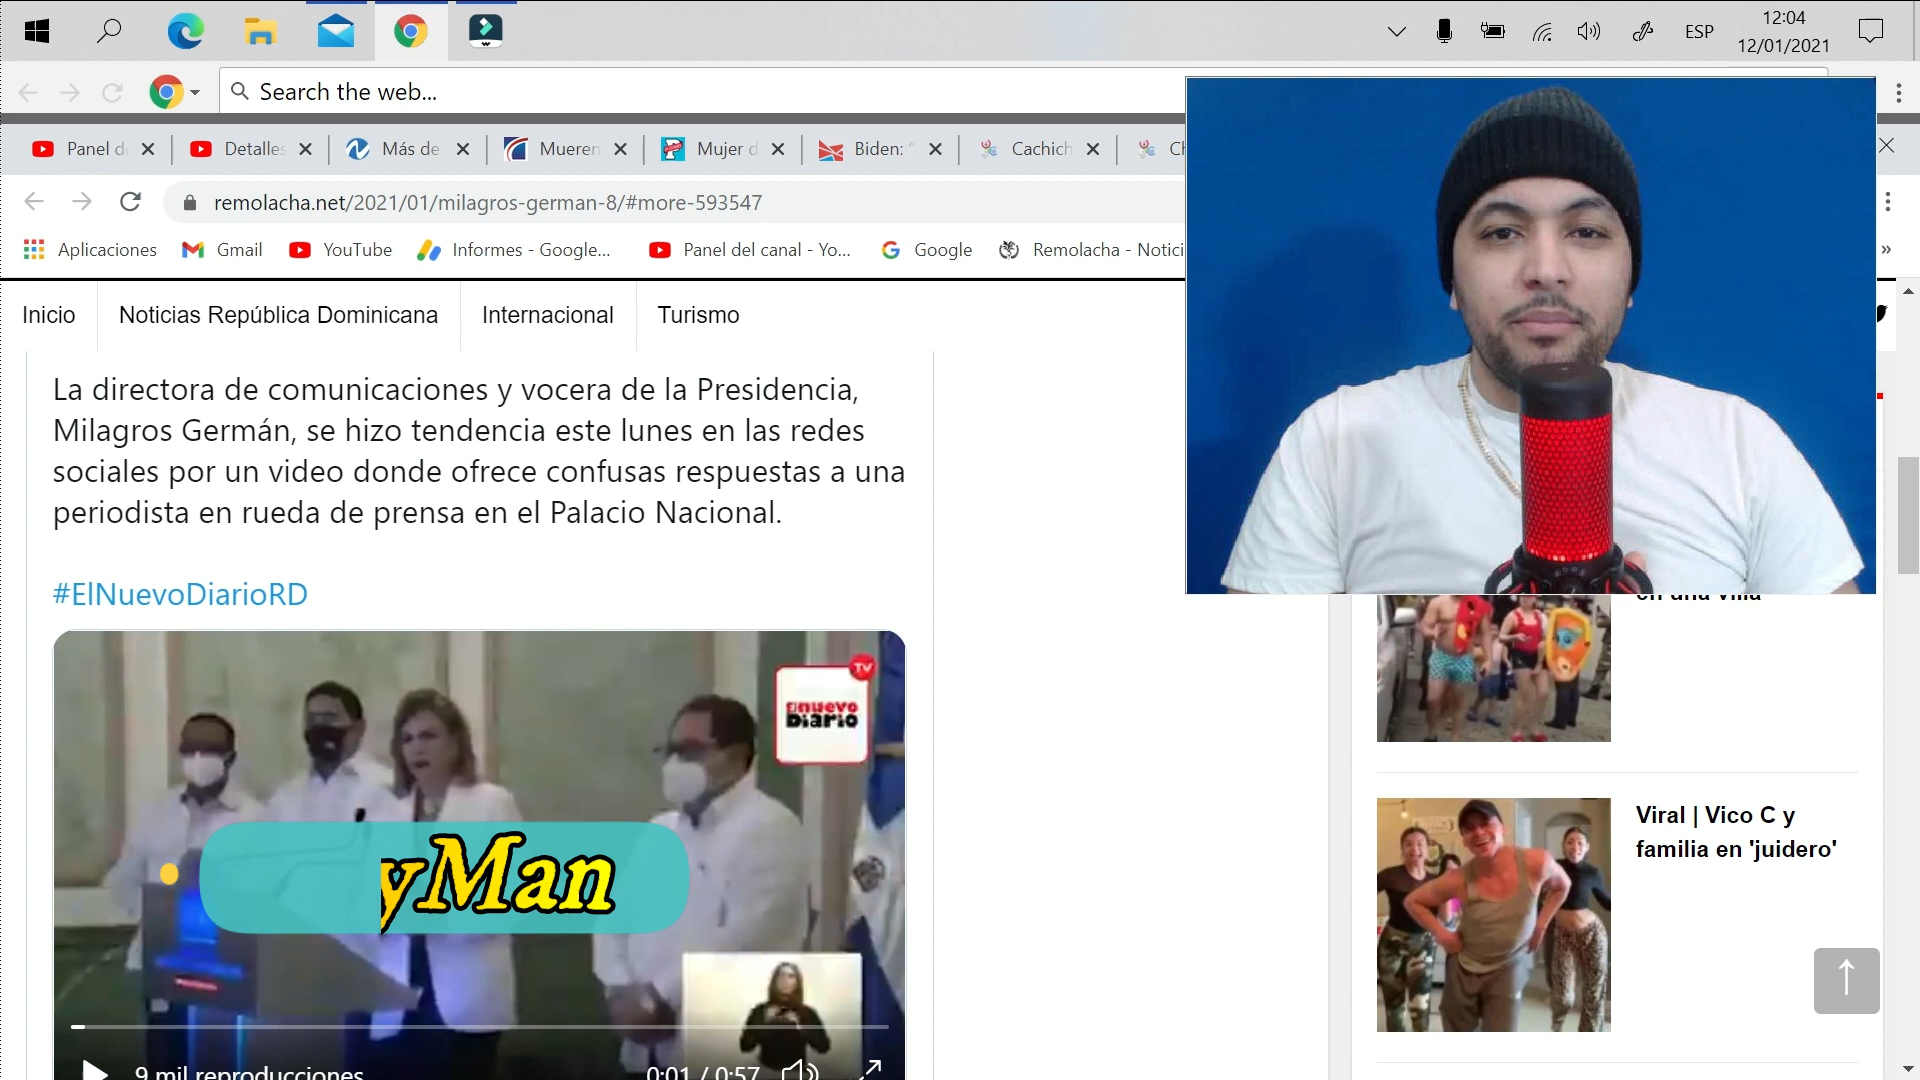 ESP
12:04
12/01/2021
Search the web...
Panel d
Detalles
Más de
Mueren
Mujer d
Biden: "
Cachich
Ch
remolacha.net/2021/01/milagros-german-8/#more-593547
Aplicaciones
Gmail
YouTube
Informes - Google...
Panel del canal - Yo...
Google
Remolacha - Notici
»
Inicio
Noticias República Dominicana
Internacional
Turismo
La directora de comunicaciones y vocera de la Presidencia,
Milagros Germán, se hizo tendencia este lunes en las redes
sociales por un video donde ofrece confusas respuestas a una
periodista en rueda de prensa en el Palacio Nacional.
#ElNuevoDiarioRD
TV
El nuevo
Diario
yMan
9 mil reproducciones
0:01 / 0:57
en una villa
Viral | Vico C y
familia en 'juidero'